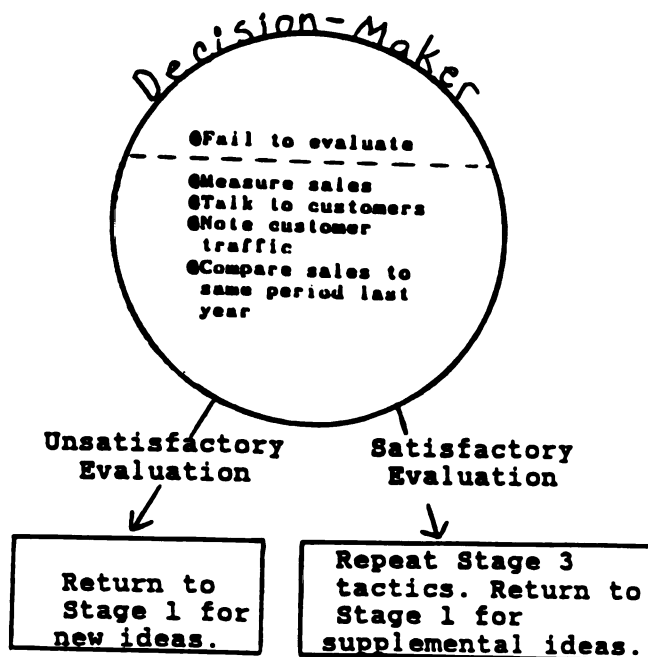 Decision-Maker
@Fail to evaluate
@Measure sales
@Talk to customers
@Note customer
traffic
@Compare sales to
same period last
year
Unsatisfactory
Evaluation
Satisfactory
Evaluation
Return to
Stage 1 for
new ideas.
Repeat Stage 3
tactics. Return to
Stage 1 for
supplemental ideas.